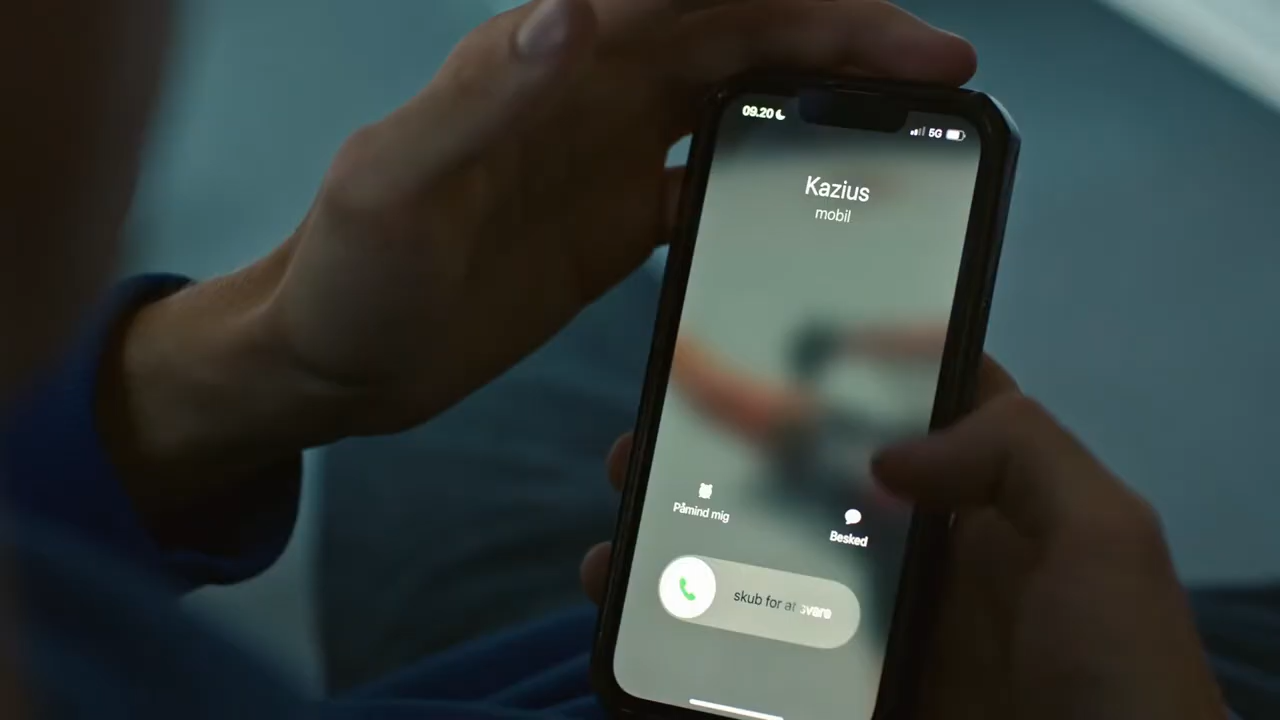 09.20
5G
Kazius
mobil
Påmind mig
Besked
skub for at svare